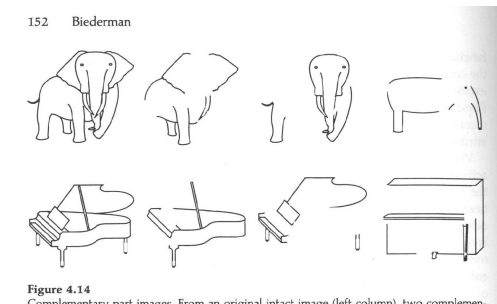 152 Biederman
Figure 4.14
Complementary part images. From an original intact image (left column), two complemen-